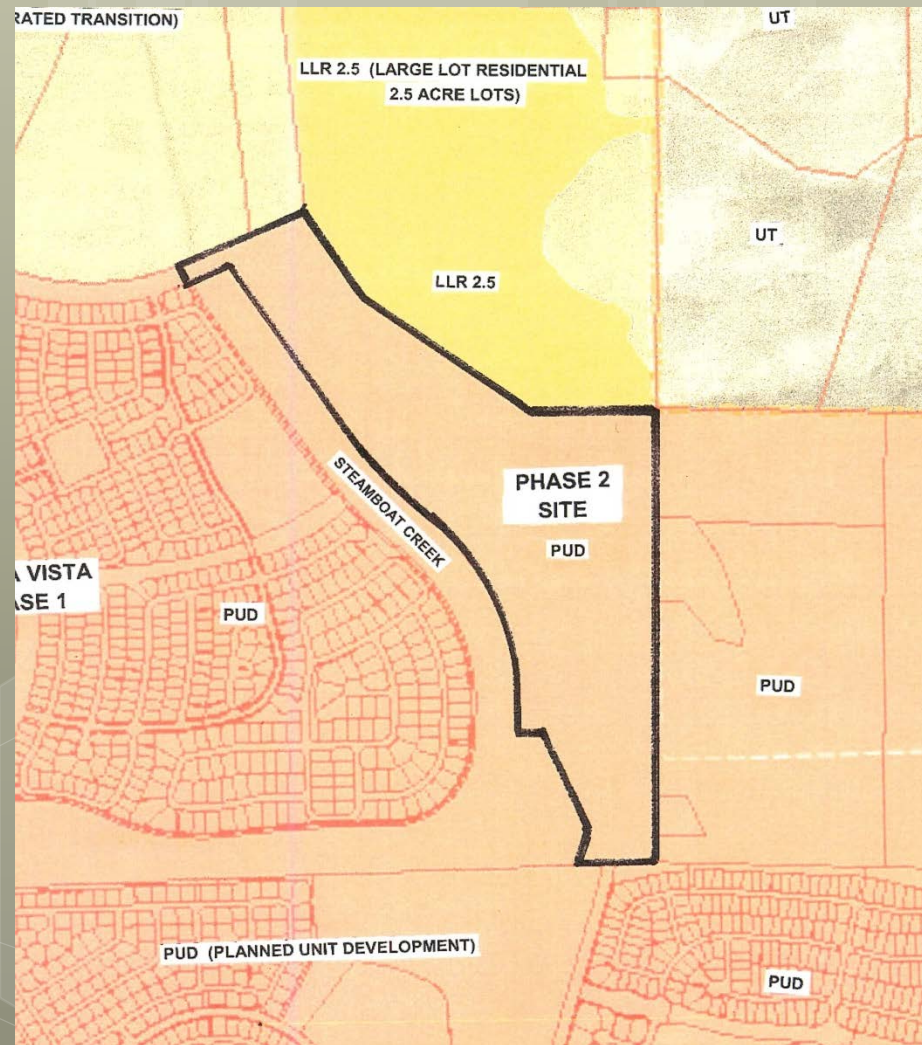 RATED TRANSITION)
UT
LLR 2.5 (LARGE LOT RESIDENTIAL
2.5 ACRE LOTS)
UT
LLR 2.5
STEAMBOAT CREEK
PHASE 2
SITE
PUD
A VISTA
ASE 1
PUD
PUD
PUD (PLANNED UNIT DEVELOPMENT)
PUD